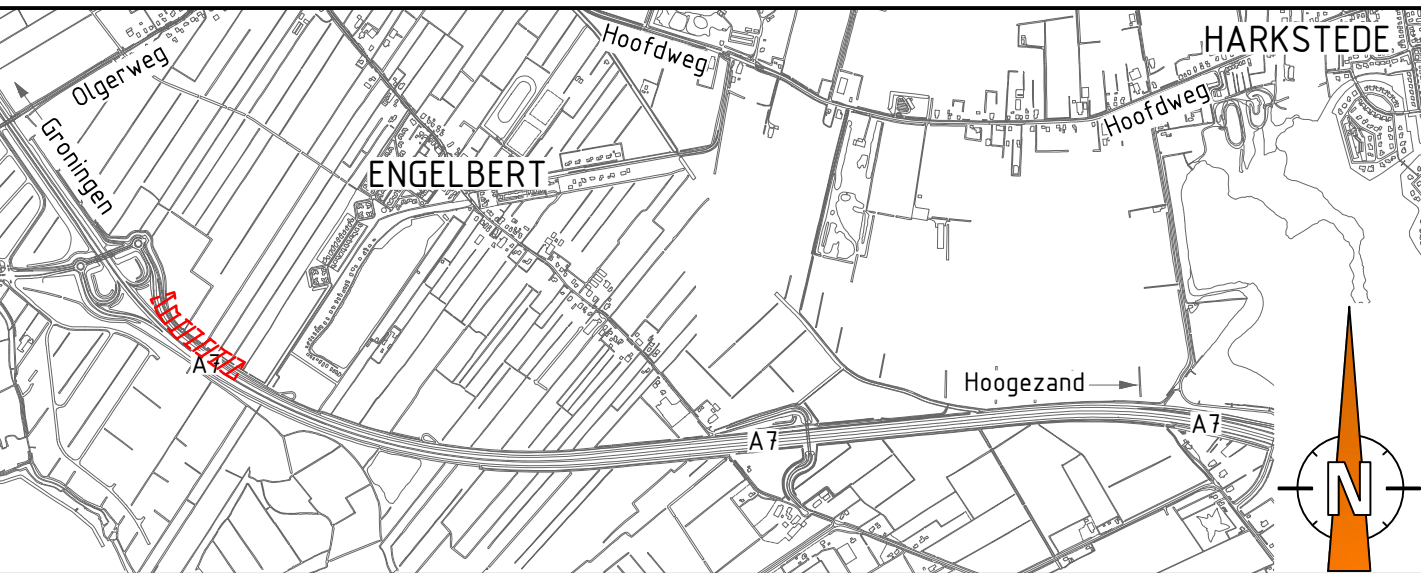 HARKSTEDE
Hoofdweg
Olgerweg
Hoofdweg
Groningen
ENGELBERT
A7
Hoogezand
A7
A7
N